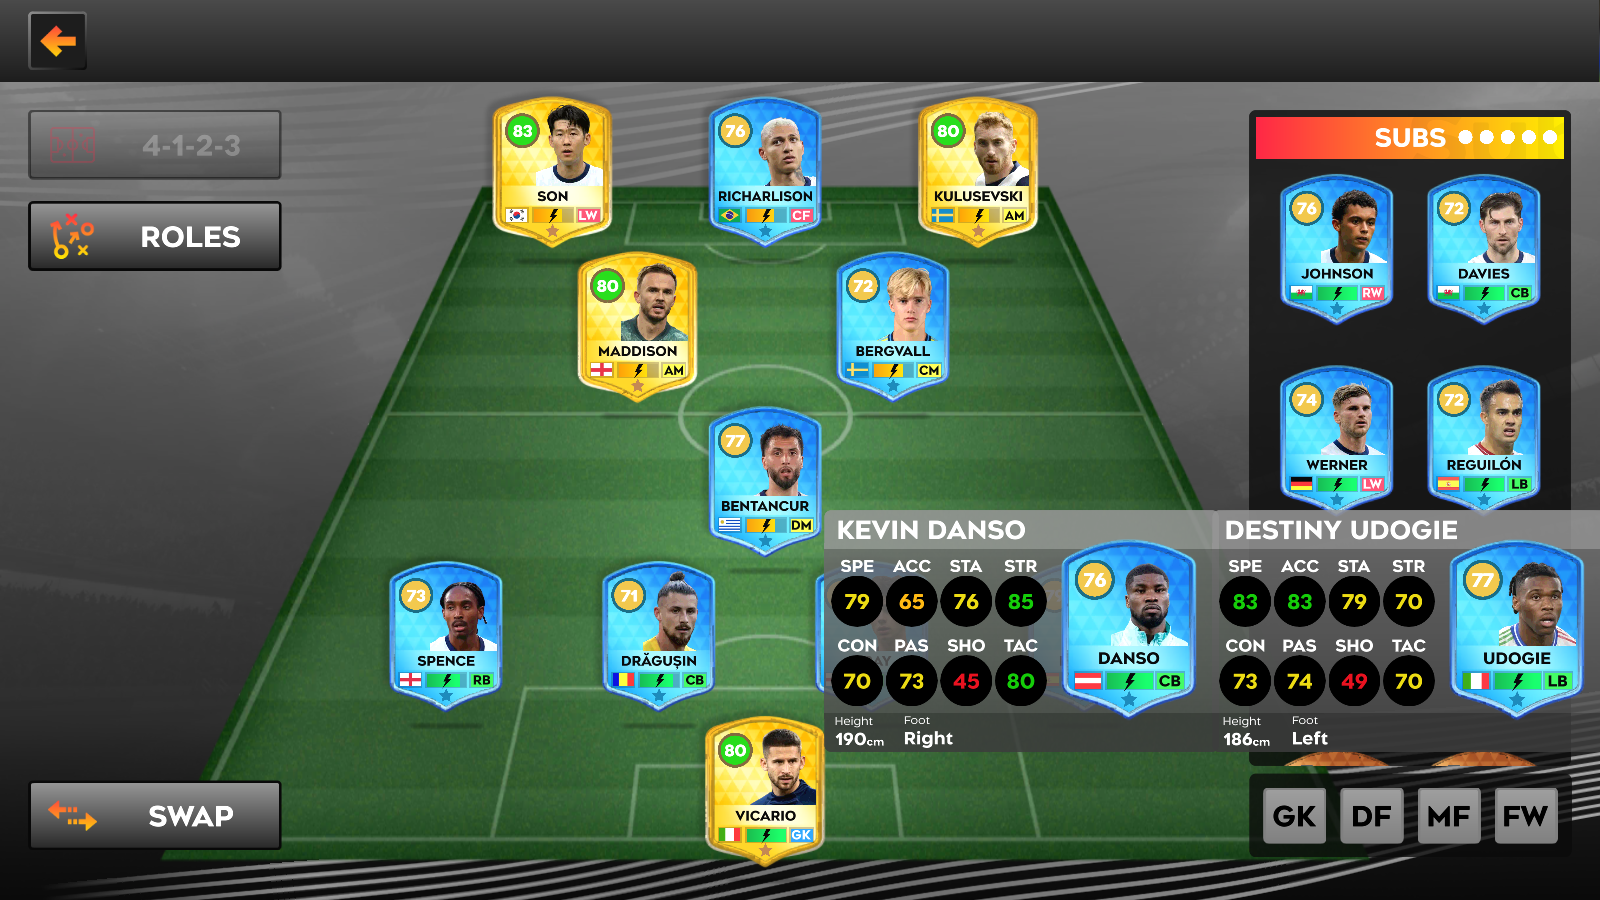 4-1-2-3
ROLES
83
SON
LW
76
RICHARLISON
CF
80
KULUSEVSKI
AM
80
MADDISON
AM
72
BERGVALL
CM
77
BENTANCUR
DM
73
SPENCE
RB
71
DRĂGUȘIN
CB
80
VICARIO
GK
SWAP
SUBS
76
JOHNSON
RW
72
DAVIES
CB
74
WERNER
LW
72
REGUILÓN
LB
KEVIN DANSO
SPE ACC STA STR
79 65 76 85
CON PAS SHO TAC
70 73 45 80
Height Foot
190cm Right
76
DANSO
CB
DESTINY UDOGIE
SPE ACC STA STR
83 83 79 70
CON PAS SHO TAC
73 74 49 70
Height Foot
186cm Left
77
UDOGIE
LB
GK DF MF FW